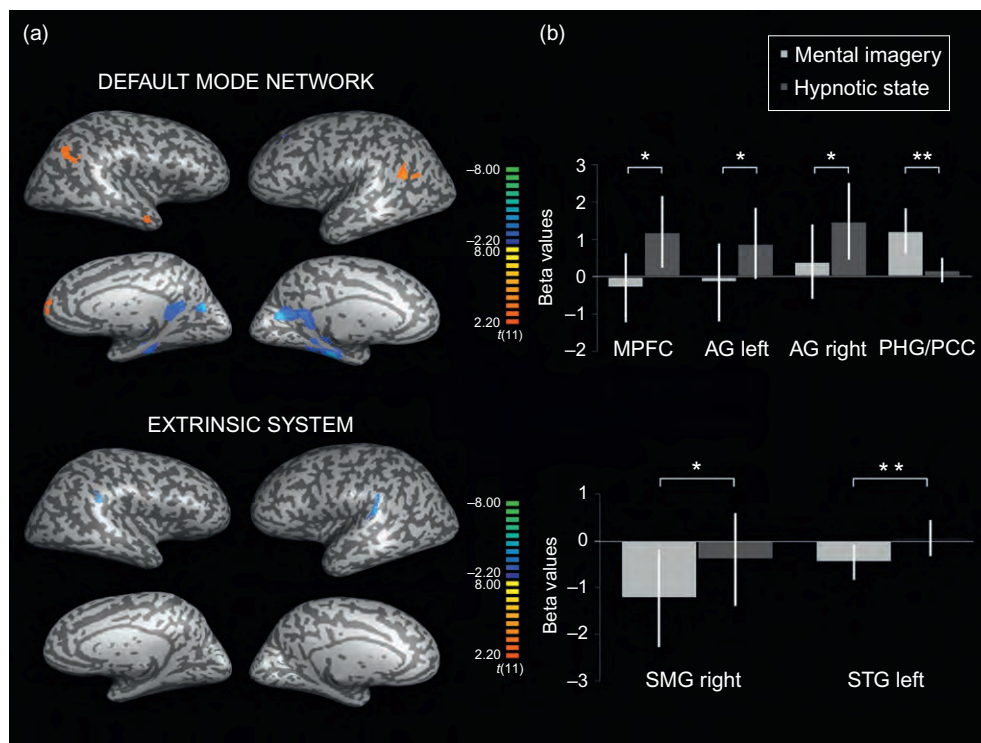 (a)
DEFAULT MODE NETWORK
–8.00
–2.20
8.00
2.20
t(11)
EXTRINSIC SYSTEM
–8.00
–2.20
8.00
2.20
t(11)
(b)
Mental imagery
Hypnotic state
Beta values
3
2
1
0
–1
–2
*
*
*
**
MPFC
AG left
AG right
PHG/PCC
Beta values
1
0
–1
–2
–3
*
**
SMG right
STG left